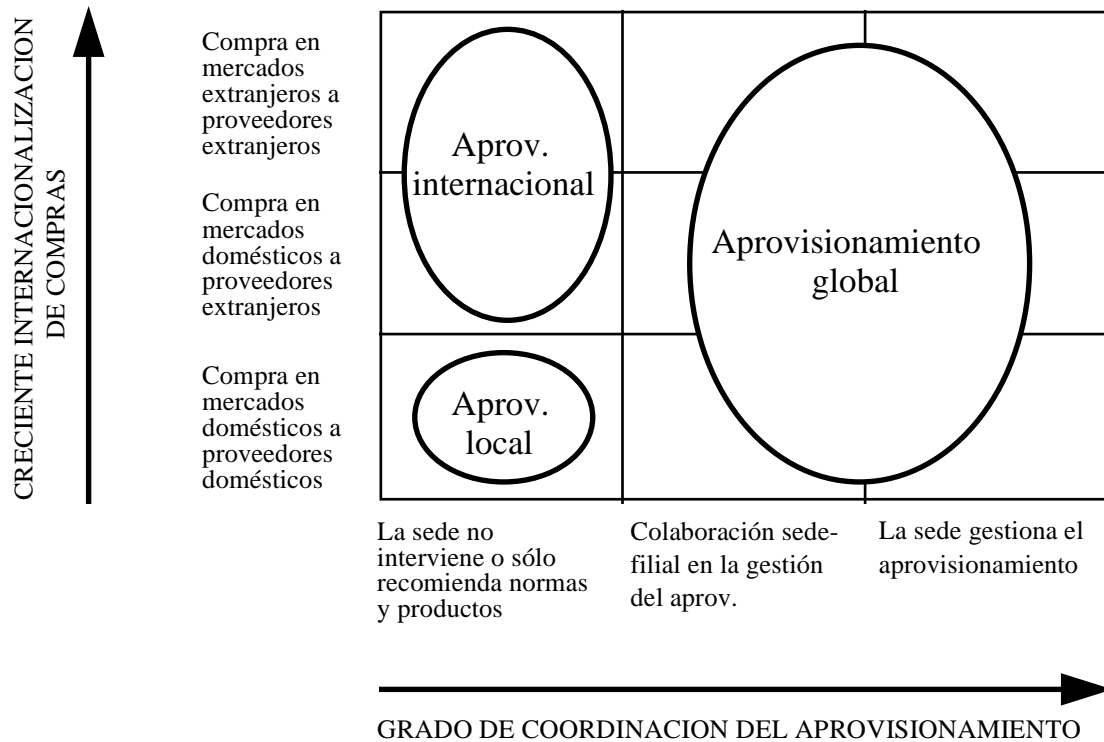 CRECIENTE INTERNACIONALIZACION
DE COMPRAS
Compra en
mercados
extranjeros a
proveedores
extranjeros
Compra en
mercados
domésticos a
proveedores
extranjeros
Compra en
mercados
domésticos a
proveedores
domésticos
Aprov.
internacional
Aprov.
local
Aprovisionamiento
global
La sede no
interviene o sólo
recomienda normas
y productos
Colaboración sede-
filial en la gestión
del aprov.
La sede gestiona el
aprovisionamiento
GRADO DE COORDINACION DEL APROVISIONAMIENTO